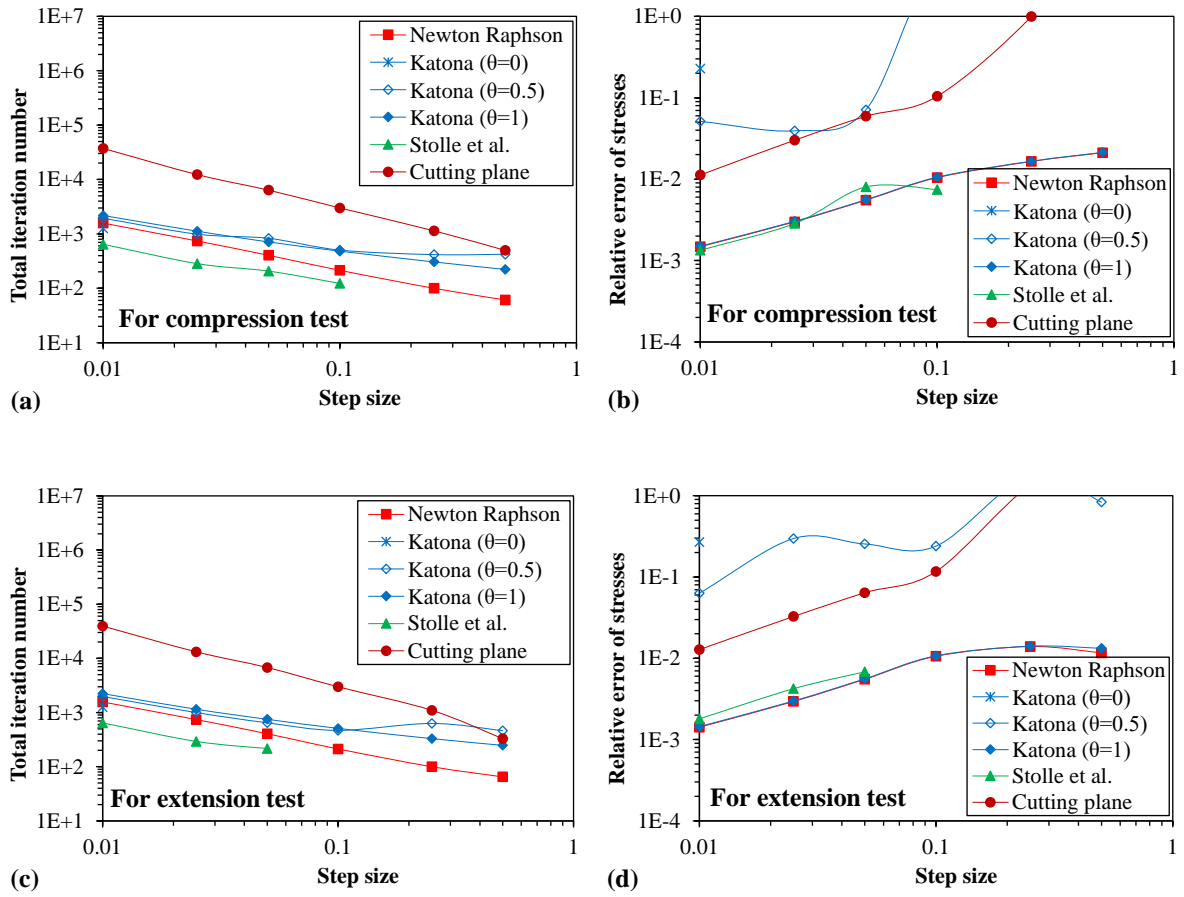 1E+7
1E+6
1E+5
1E+4
1E+3
1E+2
1E+1
Total iteration number
Newton Raphson
Katona (θ=0)
Katona (θ=0.5)
Katona (θ=1)
Stolle et al.
Cutting plane
For compression test
0.01
0.1
1
Step size
(a)
1E+0
1E-1
1E-2
1E-3
1E-4
Relative error of stresses
Newton Raphson
Katona (θ=0)
Katona (θ=0.5)
Katona (θ=1)
Stolle et al.
Cutting plane
For compression test
0.01
0.1
1
Step size
(b)
1E+7
1E+6
1E+5
1E+4
1E+3
1E+2
1E+1
Total iteration number
Newton Raphson
Katona (θ=0)
Katona (θ=0.5)
Katona (θ=1)
Stolle et al.
Cutting plane
For extension test
0.01
0.1
1
Step size
(c)
1E+0
1E-1
1E-2
1E-3
1E-4
Relative error of stresses
Newton Raphson
Katona (θ=0)
Katona (θ=0.5)
Katona (θ=1)
Stolle et al.
Cutting plane
For extension test
0.01
0.1
1
Step size
(d)